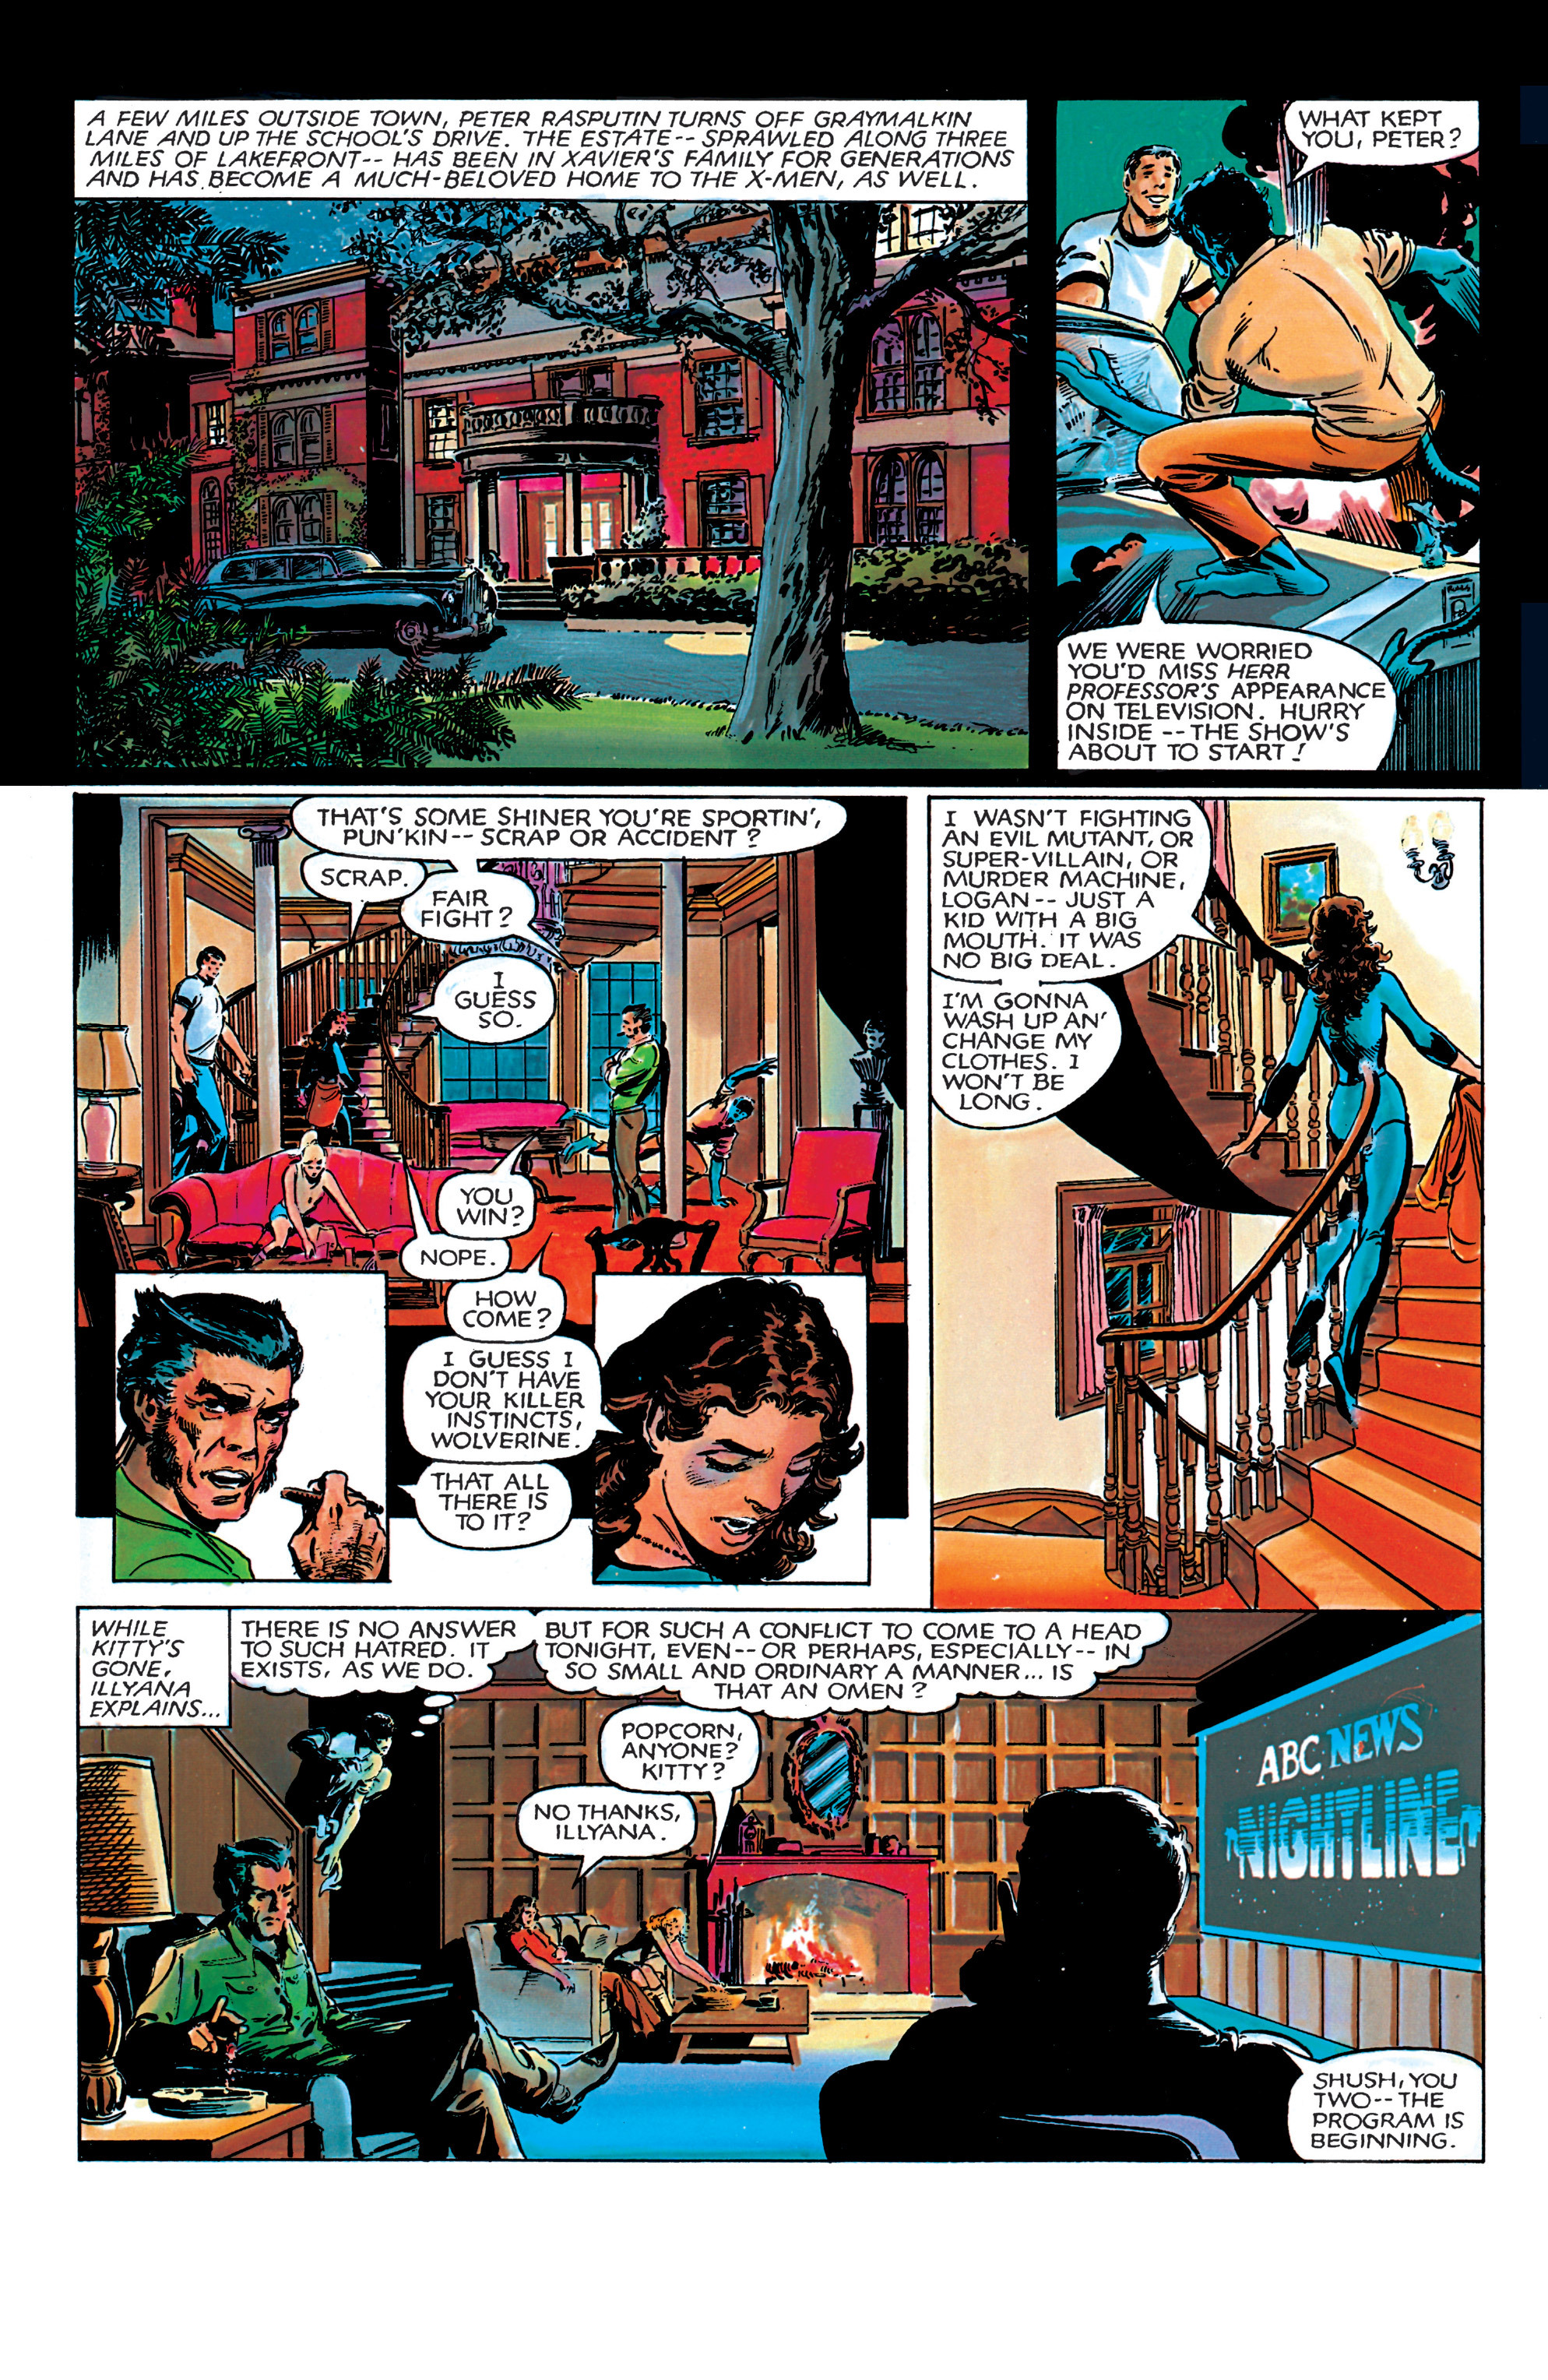 A FEW MILES OUTSIDE TOWN, PETER RASPUTIN TURNS OFF GRAYMALKIN
LANE AND UP THE SCHOOL'S DRIVE. THE ESTATE-- SPRAWLED ALONG THREE
MILES OF LAKEFRONT-- HAS BEEN IN XAVIER'S FAMILY FOR GENERATIONS
AND HAS BECOME A MUCH-BELOVED HOME TO THE X-MEN, AS WELL.
WHAT KEPT
YOU, PETER?
WE WERE WORRIED
YOU'D MISS HERR
PROFESSOR'S APPEARANCE
ON TELEVISION. HURRY
INSIDE -- THE SHOW'S
ABOUT TO START!
THAT'S SOME SHINER YOU'RE SPORTIN',
PUN'KIN-- SCRAP OR ACCIDENT?
SCRAP.
FAIR
FIGHT?
I
GUESS
SO.
YOU
WIN?
NOPE.
HOW
COME?
I GUESS I
DON'T HAVE
YOUR KILLER
INSTINCTS,
WOLVERINE.
THAT ALL
THERE IS
TO IT?
I WASN'T FIGHTING
AN EVIL MUTANT, OR
SUPER-VILLAIN, OR
MURDER MACHINE,
LOGAN-- JUST A
KID WITH A BIG
MOUTH. IT WAS
NO BIG DEAL.
I'M GONNA
WASH UP AN'
CHANGE MY
CLOTHES. I
WON'T BE
LONG.
WHILE
KITTY'S
GONE,
ILLYANA
EXPLAINS...
THERE IS NO ANSWER
TO SUCH HATRED. IT
EXISTS, AS WE DO.
BUT FOR SUCH A CONFLICT TO COME TO A HEAD
TONIGHT, EVEN-- OR PERHAPS, ESPECIALLY-- IN
SO SMALL AND ORDINARY A MANNER... IS
THAT AN OMEN?
POPCORN,
ANYONE?
KITTY?
NO THANKS,
ILLYANA.
ABC NEWS
NIGHTLINE
SHUSH, YOU
TWO-- THE
PROGRAM IS
BEGINNING.